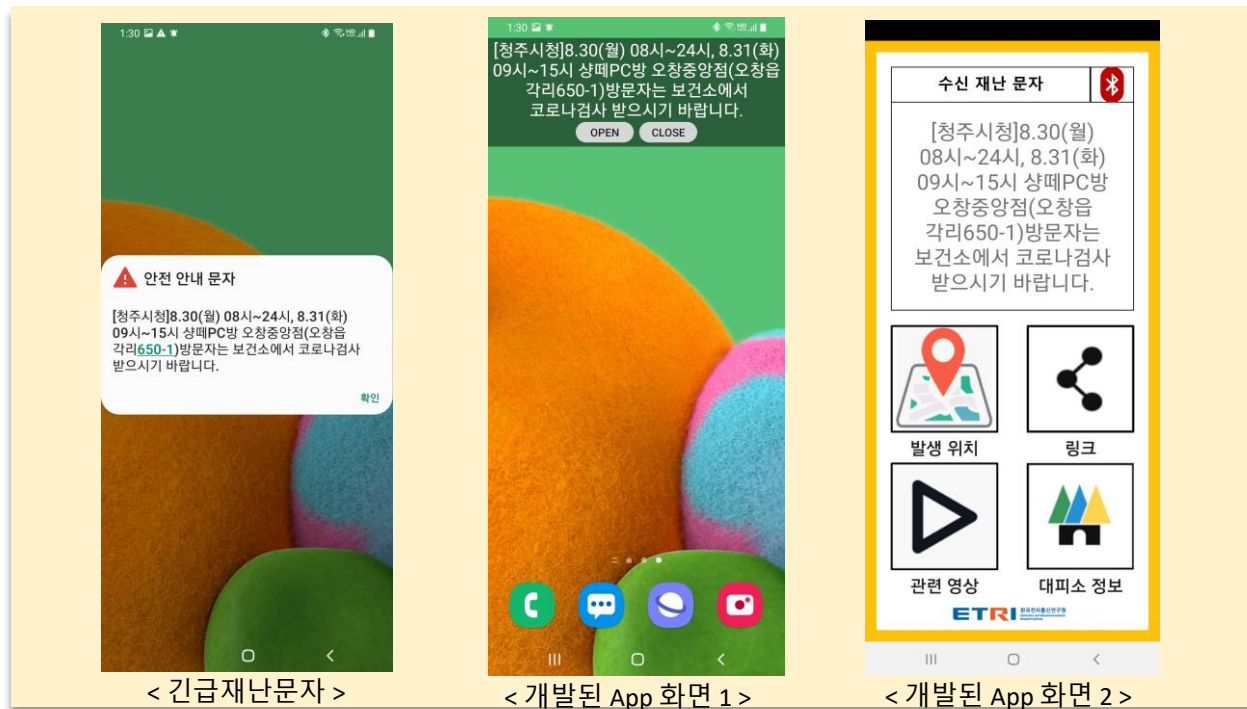 1:30
안전 안내 문자
[청주시청]8.30(월) 08시~24시, 8.31(화)
09시~15시 샹떼PC방 오창중앙점(오창읍
각리650-1)방문자는 보건소에서 코로나검사
받으시기 바랍니다.
확인
< 긴급재난문자 >
1:30
[청주시청]8.30(월) 08시~24시, 8.31(화)
09시~15시 샹떼PC방 오창중앙점(오창읍
각리650-1)방문자는 보건소에서
코로나검사 받으시기 바랍니다.
OPEN CLOSE
< 개발된 App 화면 1 >
수신 재난 문자
[청주시청]8.30(월)
08시~24시, 8.31(화)
09시~15시 샹떼PC방
오창중앙점(오창읍
각리650-1)방문자는
보건소에서 코로나검사
받으시기 바랍니다.
발생 위치 링크
관련 영상 대피소 정보
ETRI 한국전자통신연구원
< 개발된 App 화면 2 >